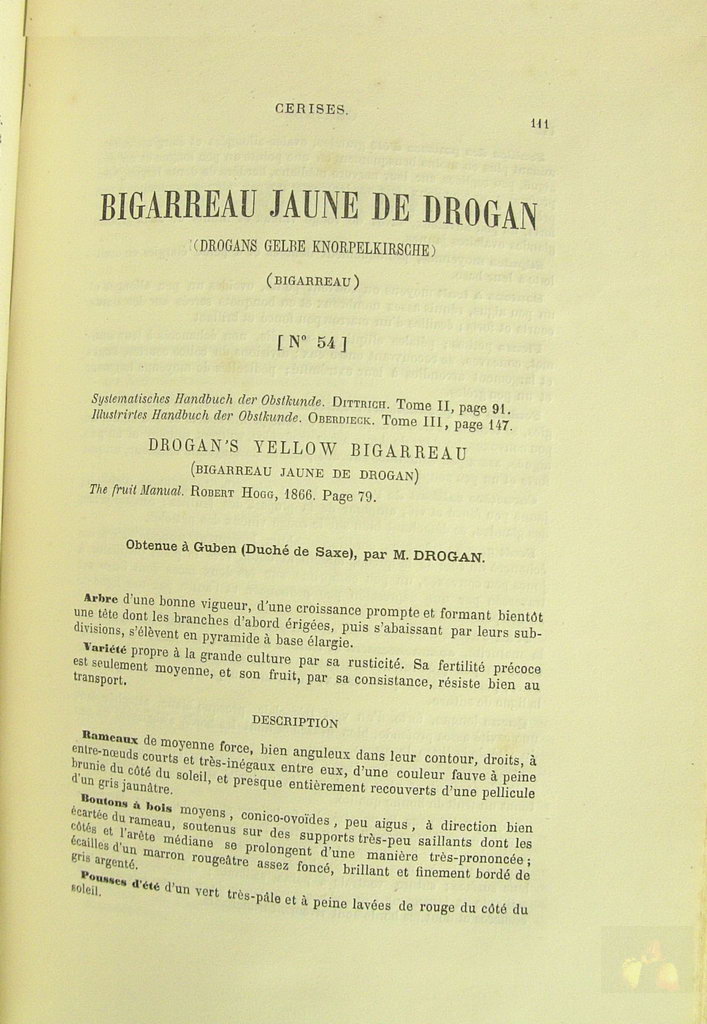 CERISES.
111
BIGARREAU JAUNE DE DROGAN
(DROGANS GELBE KNORPELKIRSCHE)
(BIGARREAU)
[ N° 54 ]
Systematisches Handbuch der Obstkunde. DITTRICH. Tome II, page 91.
Illustrirtes Handbuch der Obstkunde. OBERDIECK. Tome III, page 147.
DROGAN'S YELLOW BIGARREAU
(BIGARREAU JAUNE DE DROGAN)
The fruit Manual. ROBERT HOGG, 1866. Page 79.
Obtenue à Guben (Duché de Saxe), par M. DROGAN.
Arbre d'une bonne vigueur, d'une croissance prompte et formant bientôt
une tête dont les branches d'abord érigées, puis s'abaissant par leurs sub-
divisions, s'élèvent en pyramide à base élargie.
Variété propre à la grande culture par sa rusticité. Sa fertilité précoce
est seulement moyenne, et son fruit, par sa consistance, résiste bien au
transport.
DESCRIPTION
Rameaux de moyenne force, bien anguleux dans leur contour, droits, à
entre-nœuds courts et très-inégaux entre eux, d'une couleur fauve à peine
brunie du côté du soleil, et presque entièrement recouverts d'une pellicule
d'un gris jaunâtre.
Boutons à bois moyens, conico-ovoïdes, peu aigus, à direction bien
écartée du rameau, soutenus sur des supports très-peu saillants dont les
côtés et l'arête médiane se prolongent d'une manière très-prononcée ;
écailles d'un marron rougeâtre assez foncé, brillant et finement bordé de
gris argenté.
Pousses d'été d'un vert très-pâle et à peine lavées de rouge du côté du
soleil.